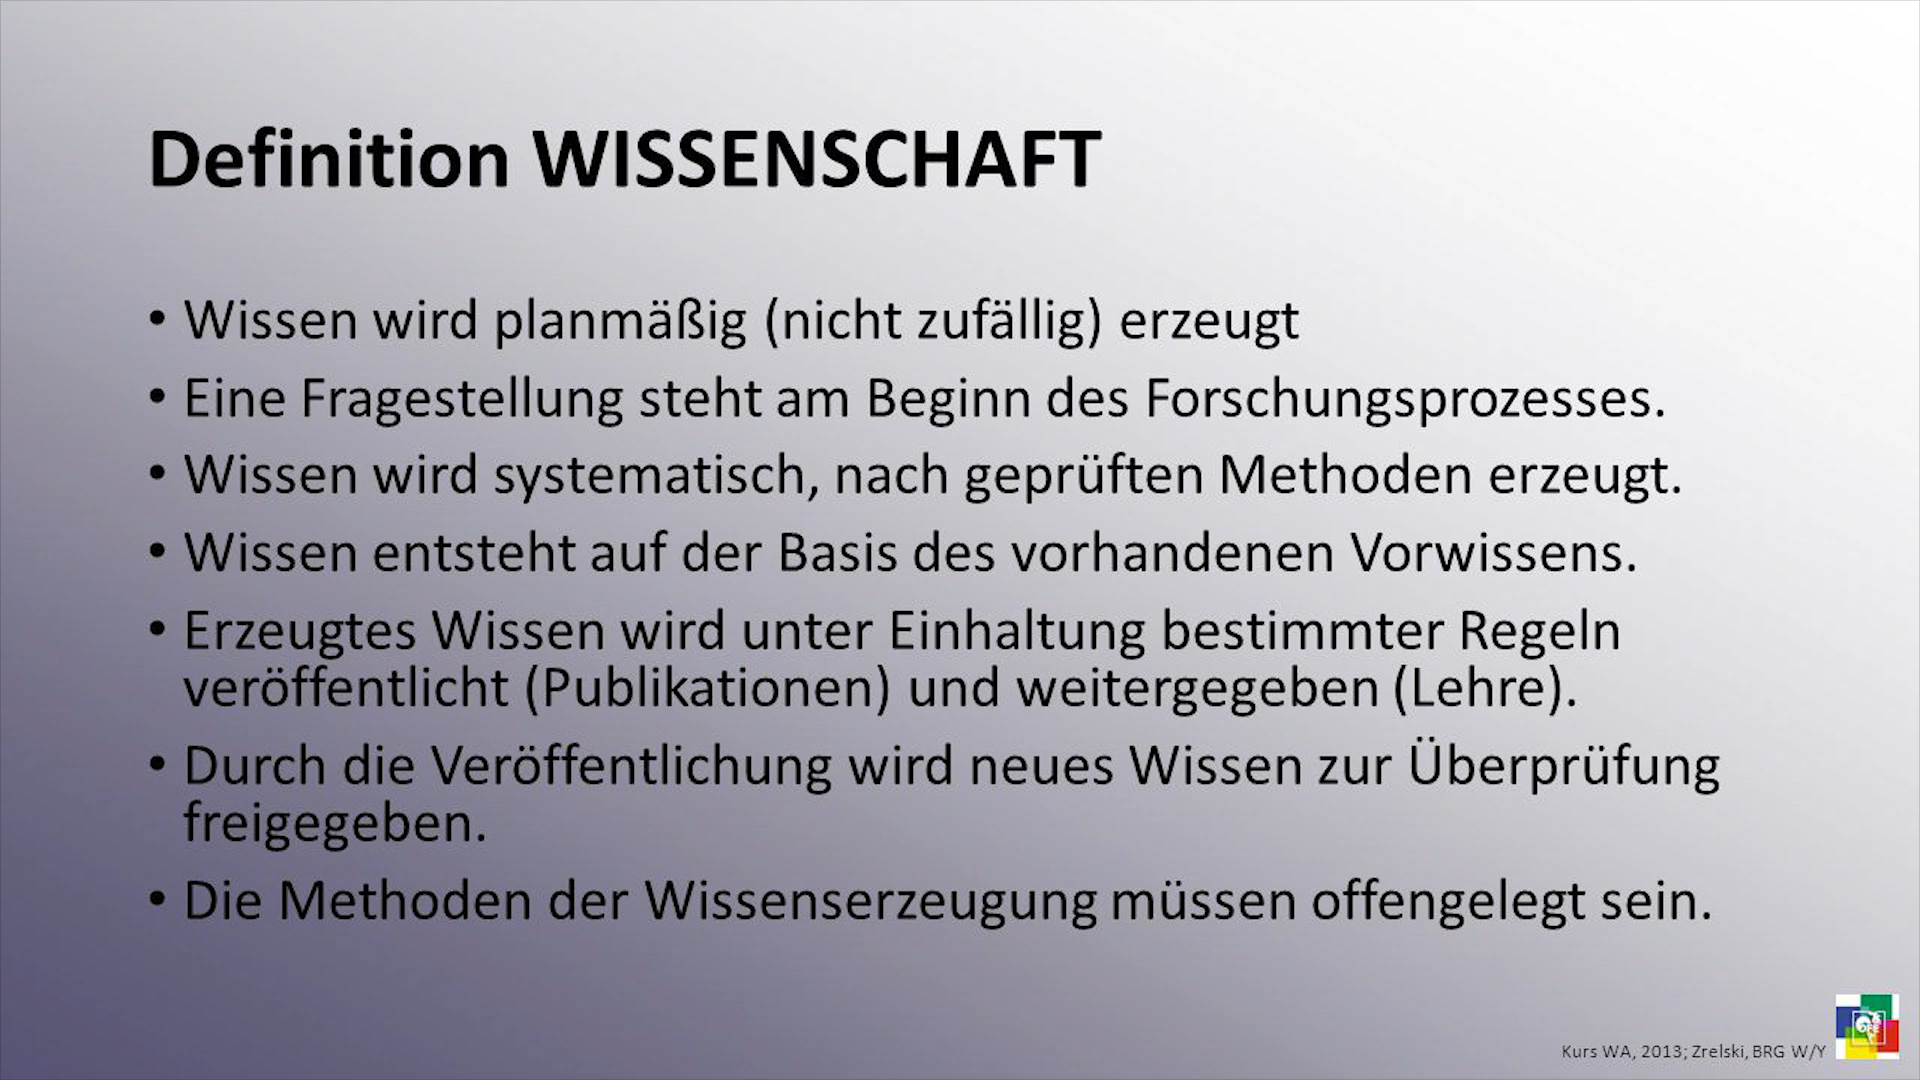 Definition WISSENSCHAFT
• Wissen wird planmäßig (nicht zufällig) erzeugt
• Eine Fragestellung steht am Beginn des Forschungsprozesses.
• Wissen wird systematisch, nach geprüften Methoden erzeugt.
• Wissen entsteht auf der Basis des vorhandenen Vorwissens.
• Erzeugtes Wissen wird unter Einhaltung bestimmter Regeln
veröffentlicht (Publikationen) und weitergegeben (Lehre).
• Durch die Veröffentlichung wird neues Wissen zur Überprüfung
freigegeben.
• Die Methoden der Wissenserzeugung müssen offengelegt sein.
Kurs WA, 2013; Zrelski, BRG W/Y